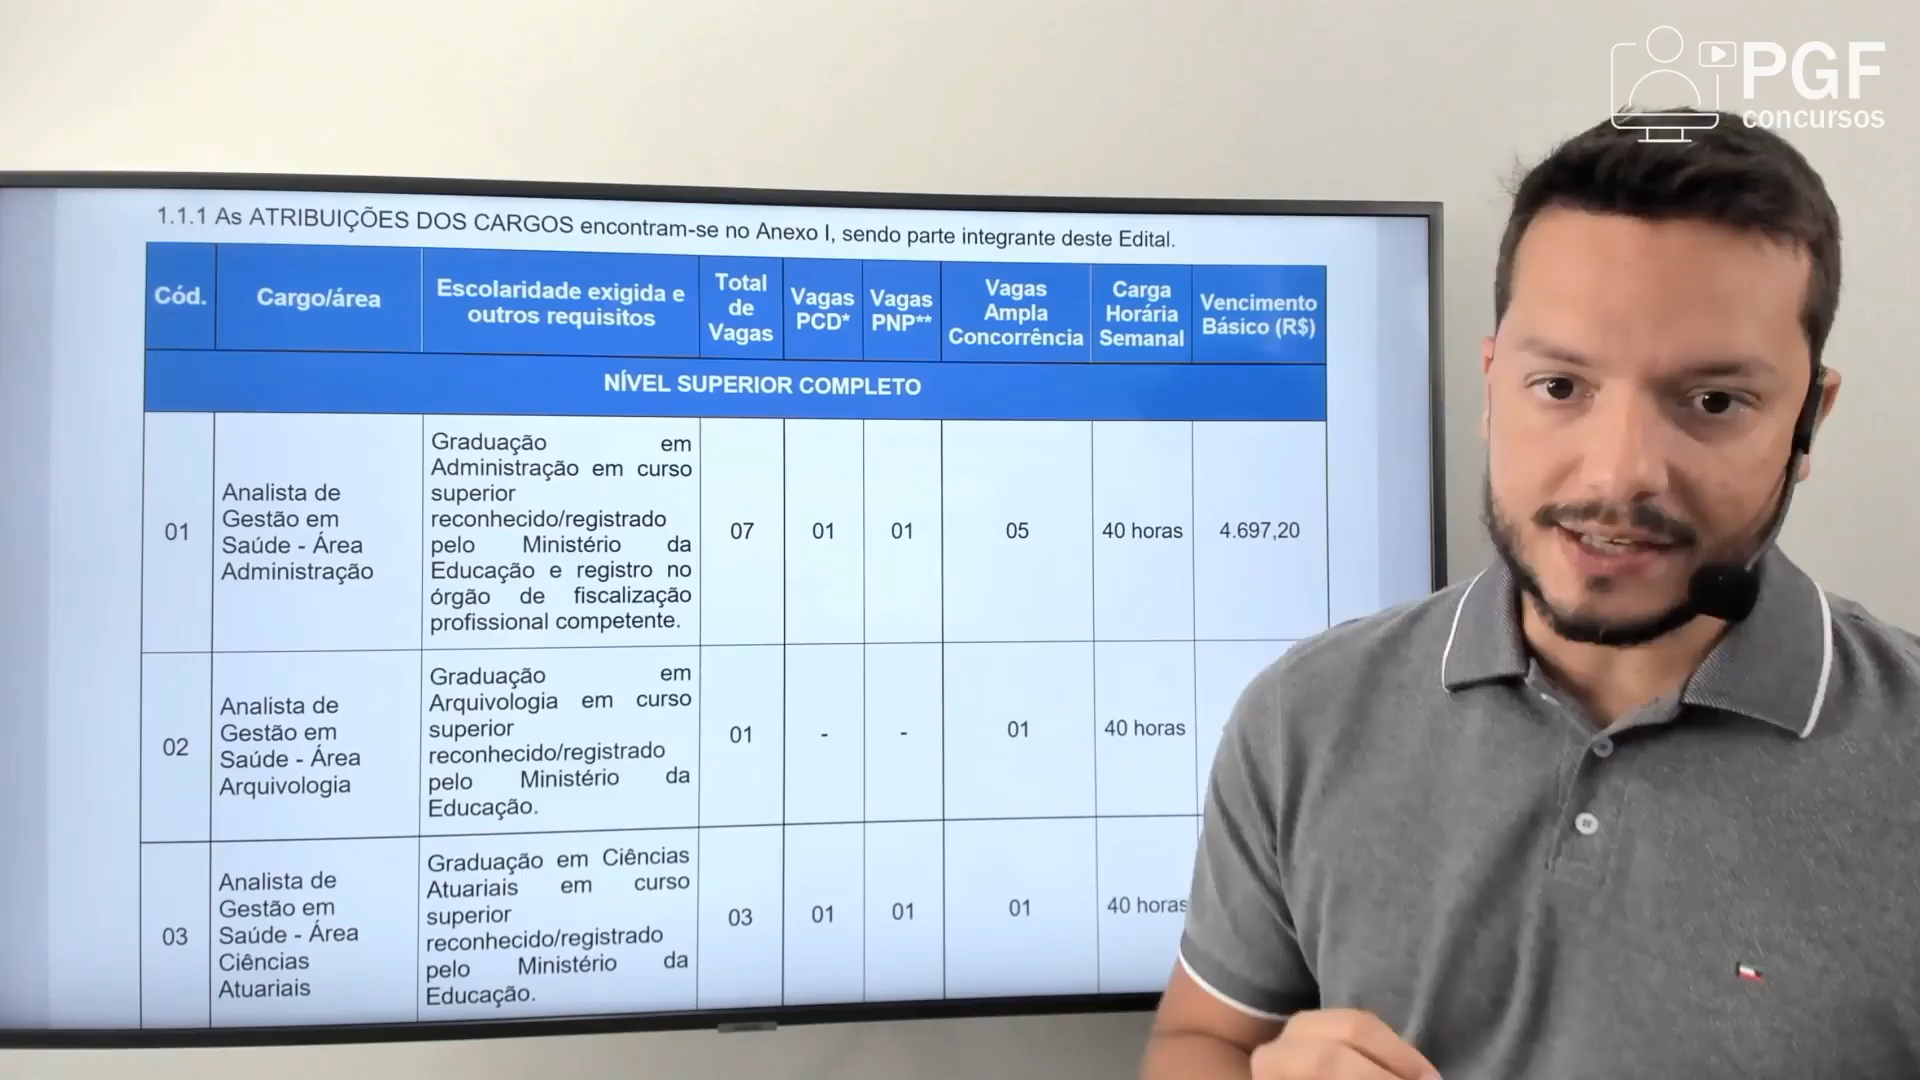 PGF
concursos
1.1.1 As ATRIBUIÇÕES DOS CARGOS encontram-se no Anexo I, sendo parte integrante deste Edital.
Cód.
Cargo/área
Escolaridade exigida e
outros requisitos
Total
de
Vagas
Vagas
PCD*
Vagas
PNP**
Vagas
Ampla
Concorrência
Carga
Horária
Semanal
Vencimento
Básico (R$)
NÍVEL SUPERIOR COMPLETO
01
Analista de
Gestão em
Saúde - Área
Administração
Graduação em
Administração em curso
superior
reconhecido/registrado
pelo Ministério da
Educação e registro no
órgão de fiscalização
profissional competente.
07
01
01
05
40 horas
4.697,20
02
Analista de
Gestão em
Saúde - Área
Arquivologia
Graduação em
Arquivologia em curso
superior
reconhecido/registrado
pelo Ministério da
Educação.
01
-
-
01
40 horas
03
Analista de
Gestão em
Saúde - Área
Ciências
Atuariais
Graduação em Ciências
Atuariais em curso
superior
reconhecido/registrado
pelo Ministério da
Educação.
03
01
01
01
40 horas